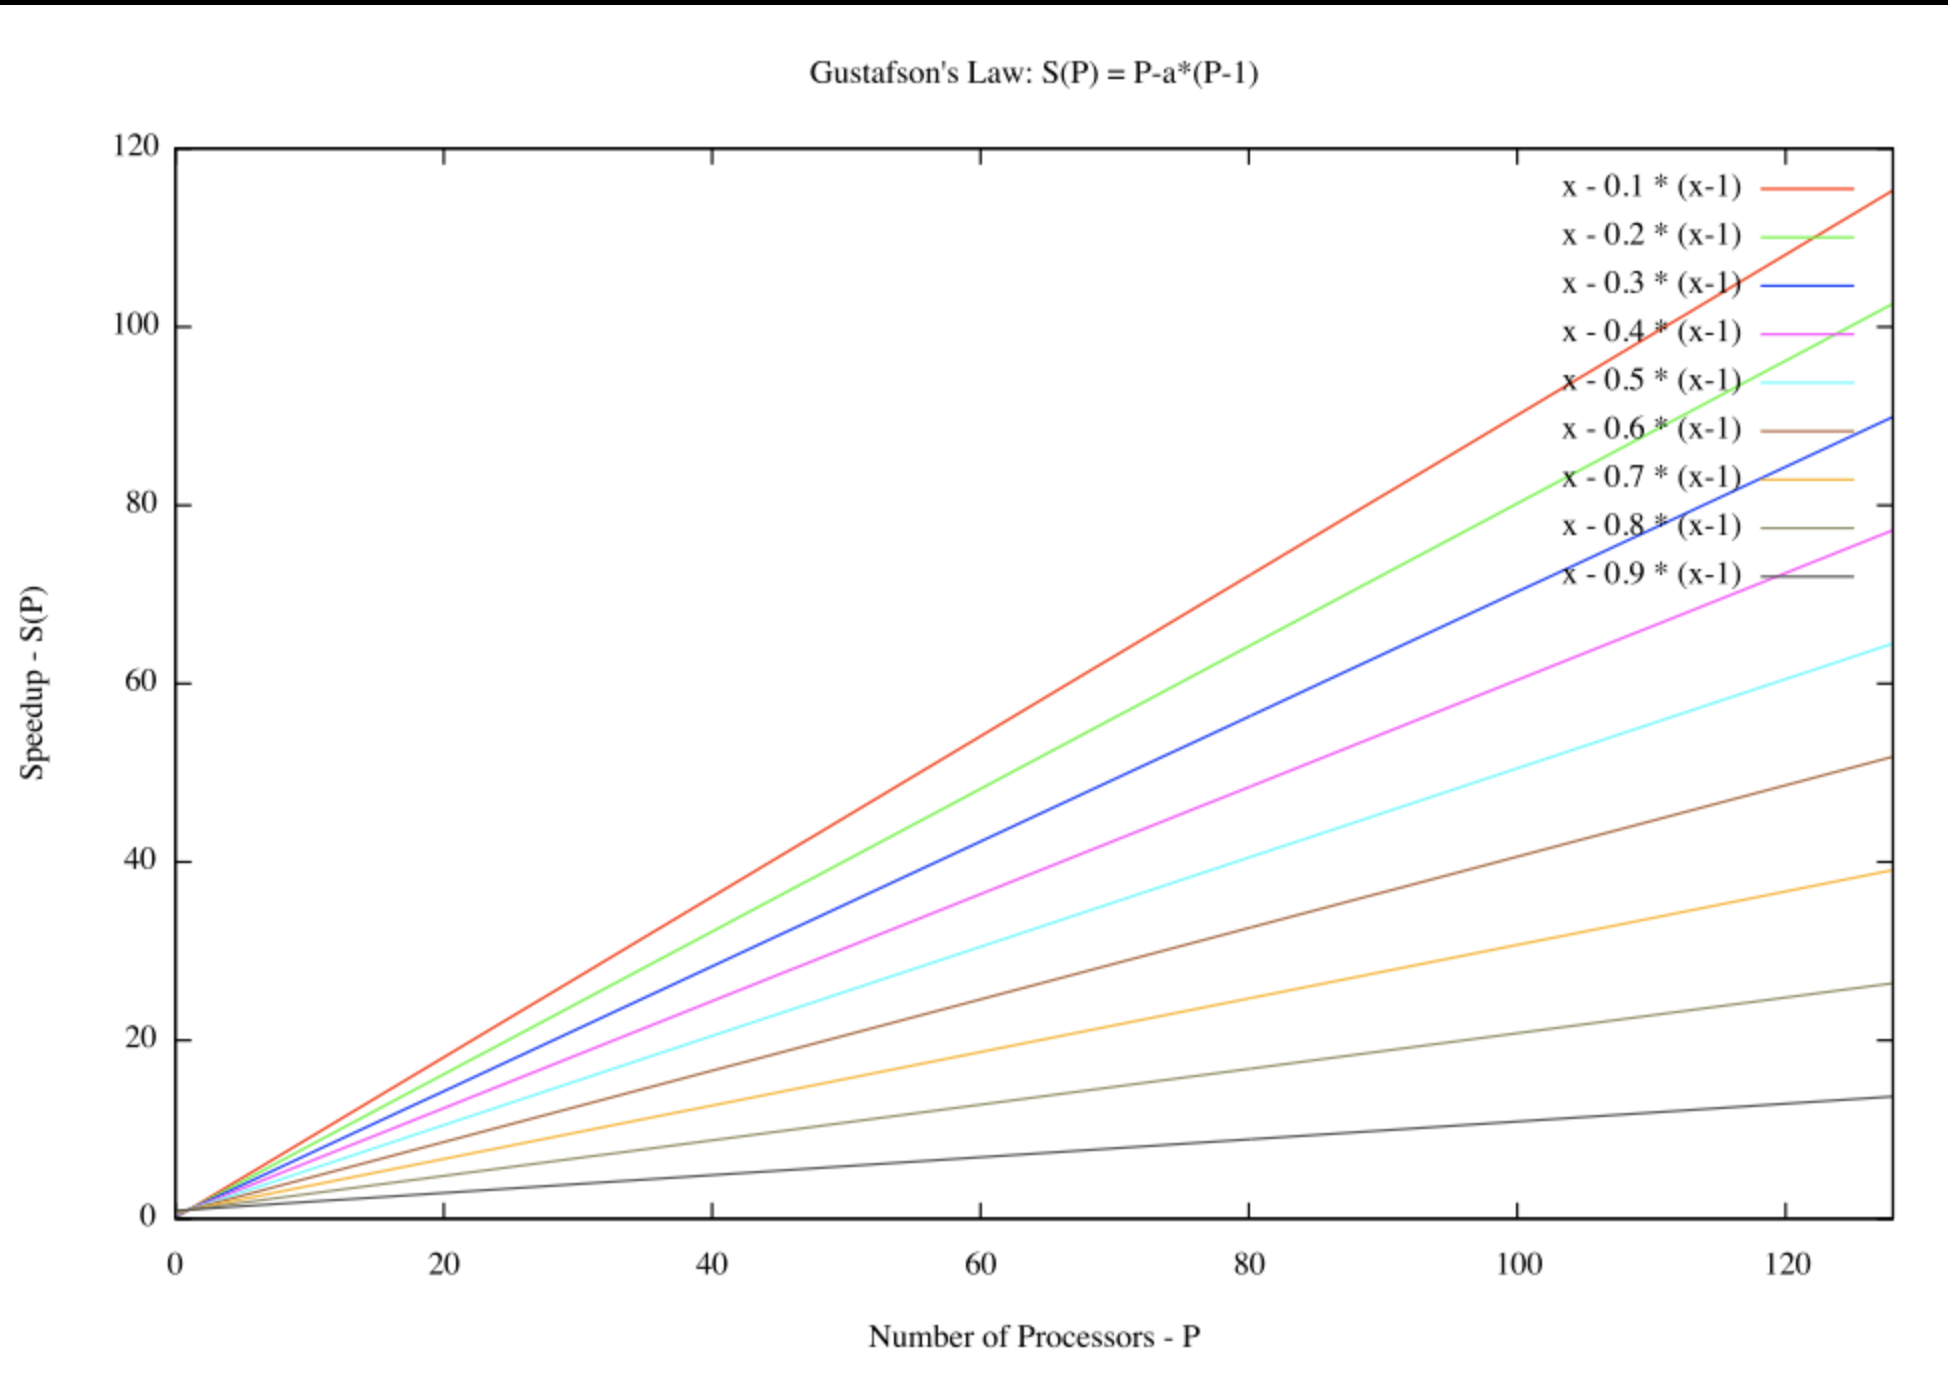 Gustafson's Law: S(P) = P-a*(P-1)
120
100
80
60
40
20
0
Speedup - S(P)
x - 0.1 * (x-1)
x - 0.2 * (x-1)
x - 0.3 * (x-1)
x - 0.4 * (x-1)
x - 0.5 * (x-1)
x - 0.6 * (x-1)
x - 0.7 * (x-1)
x - 0.8 * (x-1)
x - 0.9 * (x-1)
0 20 40 60 80 100 120
Number of Processors - P